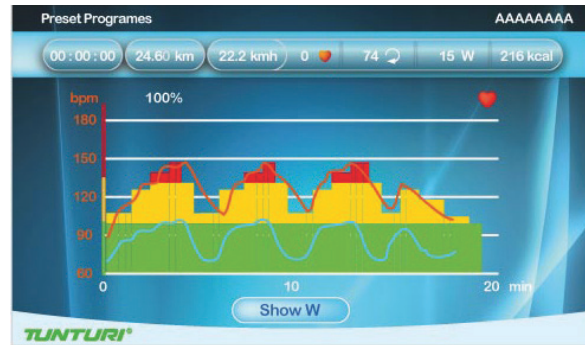 Preset Programes AAAAAAAA
00:00:00 24.60 km 22.2 kmh 0 74 15 W 216 kcal
bpm 100%
180
150
120
90
60
0 10 20 min
Show W
TUNTURI®